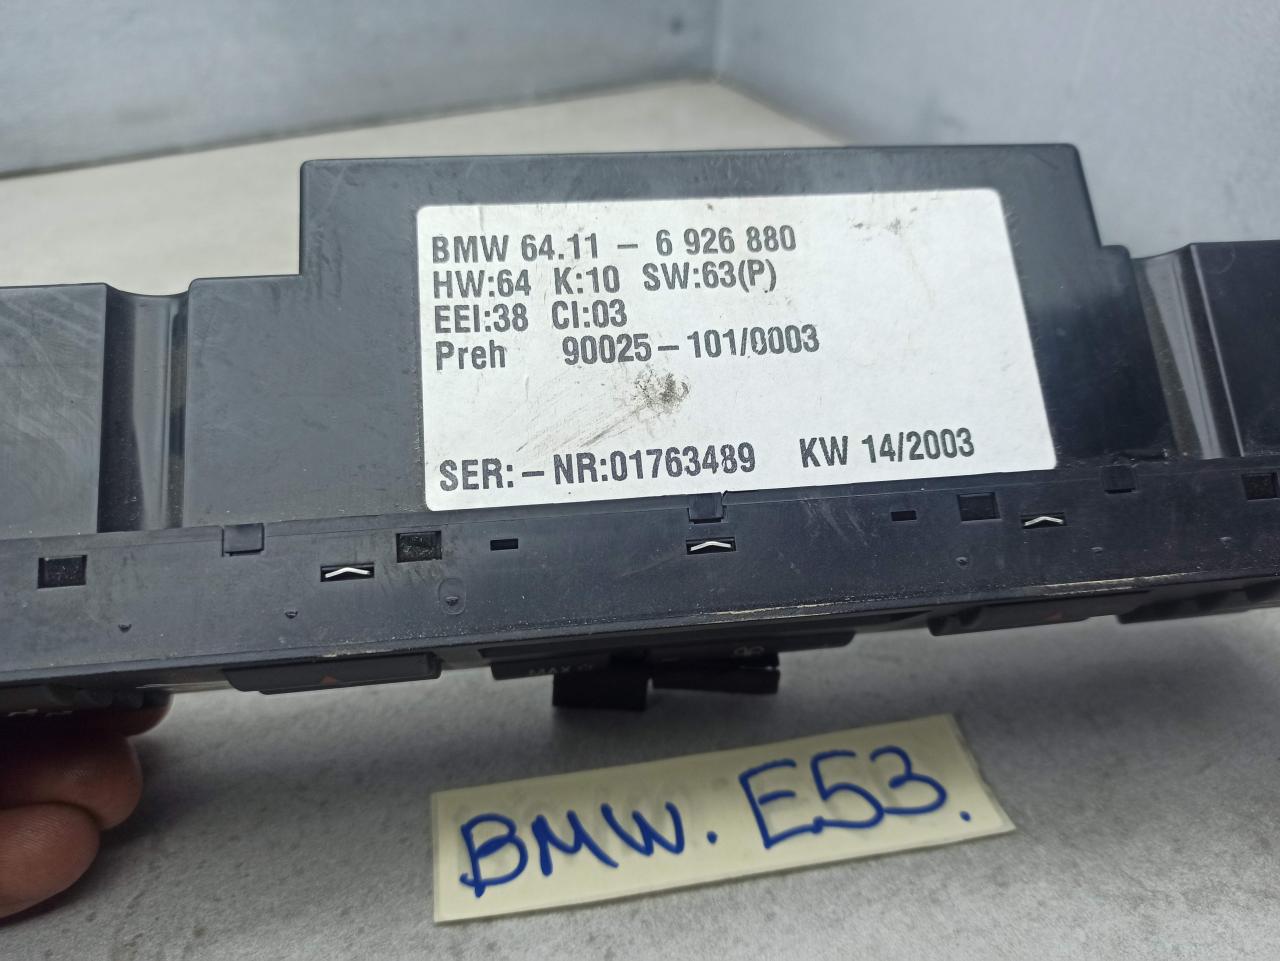 BMW 64.11 - 6 926 880
HW:64 K:10 SW:63(P)
EEI:38 CI:03
Preh 90025-101/0003
SER:-NR:01763489 KW 14/2003
MAX
BMW. E53.